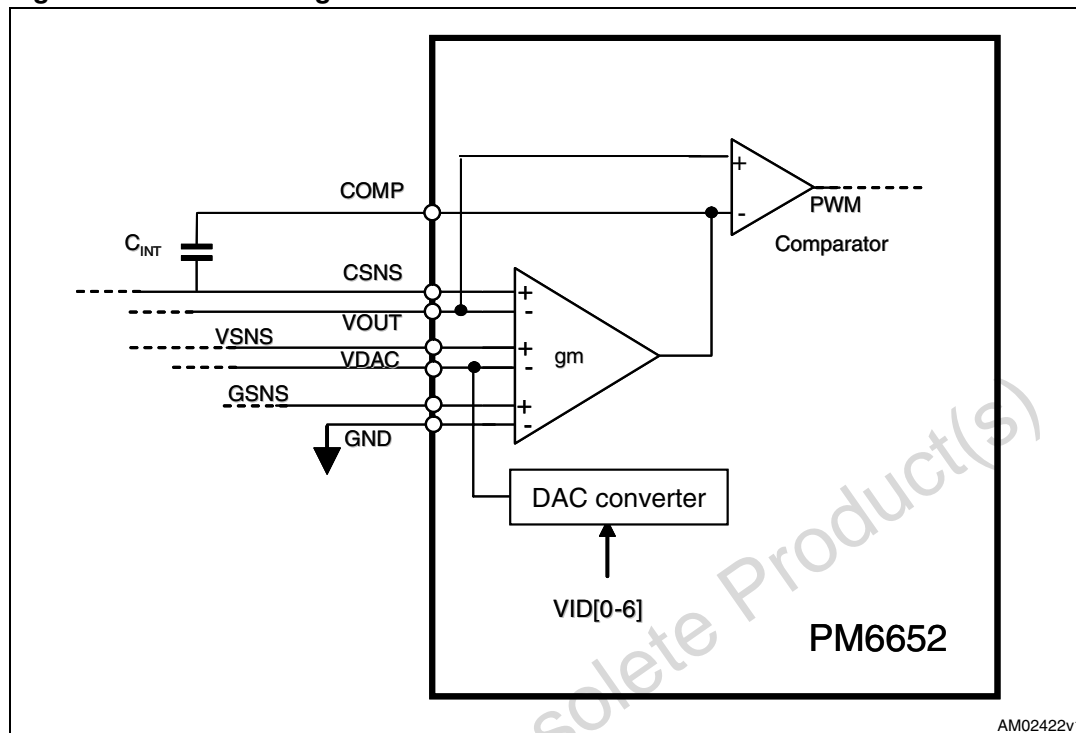 COMP
PWM
+
-
Comparator
C_INT
CSNS
+
VOUT
-
VSNS
+
VDAC
-
gm
GSNS
+
GND
-
DAC converter
VID[0-6]
PM6652
solete Product(s)
AM02422v